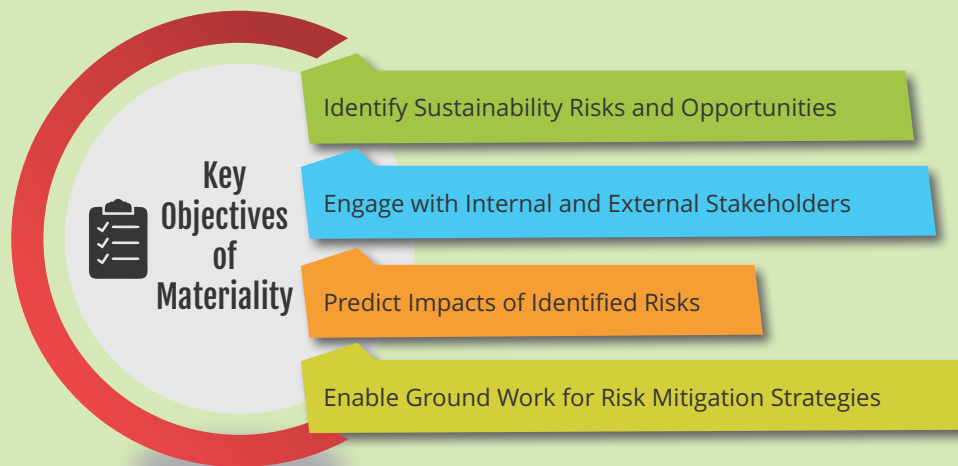 Key
Objectives
of
Materiality
Identify Sustainability Risks and Opportunities
Engage with Internal and External Stakeholders
Predict Impacts of Identified Risks
Enable Ground Work for Risk Mitigation Strategies